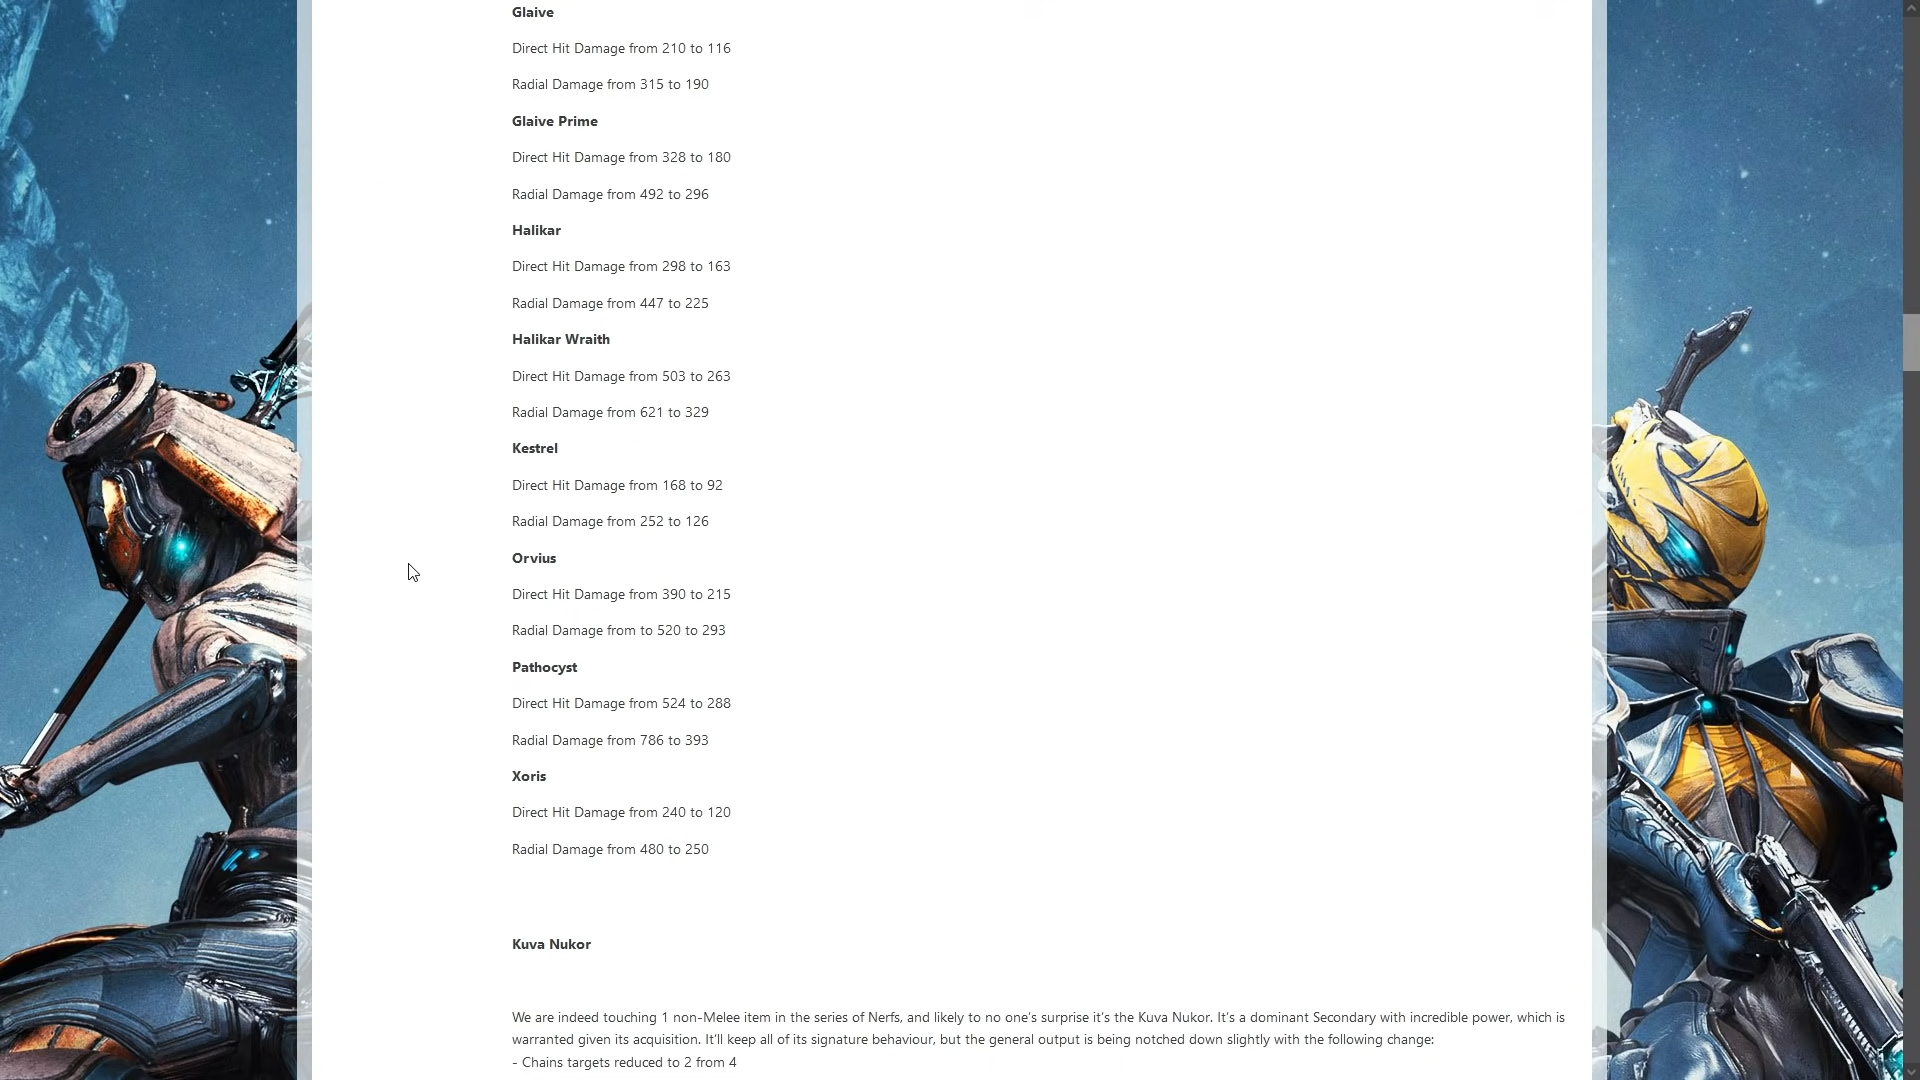 Glaive
Direct Hit Damage from 210 to 116
Radial Damage from 315 to 190
Glaive Prime
Direct Hit Damage from 328 to 180
Radial Damage from 492 to 296
Halikar
Direct Hit Damage from 298 to 163
Radial Damage from 447 to 225
Halikar Wraith
Direct Hit Damage from 503 to 263
Radial Damage from 621 to 329
Kestrel
Direct Hit Damage from 168 to 92
Radial Damage from 252 to 126
Orvius
Direct Hit Damage from 390 to 215
Radial Damage from to 520 to 293
Pathocyst
Direct Hit Damage from 524 to 288
Radial Damage from 786 to 393
Xoris
Direct Hit Damage from 240 to 120
Radial Damage from 480 to 250
Kuva Nukor
We are indeed touching 1 non-Melee item in the series of Nerfs, and likely to no one’s surprise it’s the Kuva Nukor. It’s a dominant Secondary with incredible power, which is
warranted given its acquisition. It’ll keep all of its signature behaviour, but the general output is being notched down slightly with the following change:
- Chains targets reduced to 2 from 4